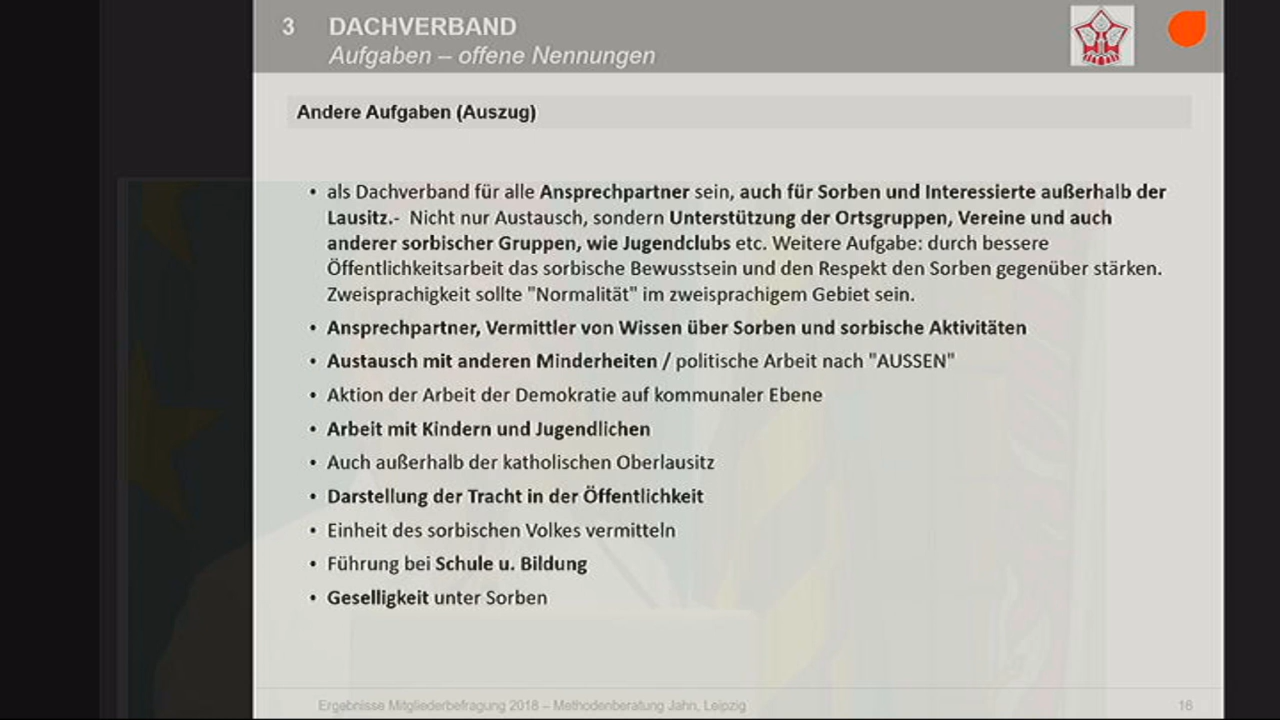 3 DACHVERBAND
Aufgaben – offene Nennungen
Andere Aufgaben (Auszug)
• als Dachverband für alle Ansprechpartner sein, auch für Sorben und Interessierte außerhalb der
Lausitz.- Nicht nur Austausch, sondern Unterstützung der Ortsgruppen, Vereine und auch
anderer sorbischer Gruppen, wie Jugendclubs etc. Weitere Aufgabe: durch bessere
Öffentlichkeitsarbeit das sorbische Bewusstsein und den Respekt den Sorben gegenüber stärken.
Zweisprachigkeit sollte "Normalität" im zweisprachigem Gebiet sein.
• Ansprechpartner, Vermittler von Wissen über Sorben und sorbische Aktivitäten
• Austausch mit anderen Minderheiten / politische Arbeit nach "AUSSEN"
• Aktion der Arbeit der Demokratie auf kommunaler Ebene
• Arbeit mit Kindern und Jugendlichen
• Auch außerhalb der katholischen Oberlausitz
• Darstellung der Tracht in der Öffentlichkeit
• Einheit des sorbischen Volkes vermitteln
• Führung bei Schule u. Bildung
• Geselligkeit unter Sorben
Ergebnisse Mitgliederbefragung 2018 – Methodenberatung Jahn, Leipzig
16